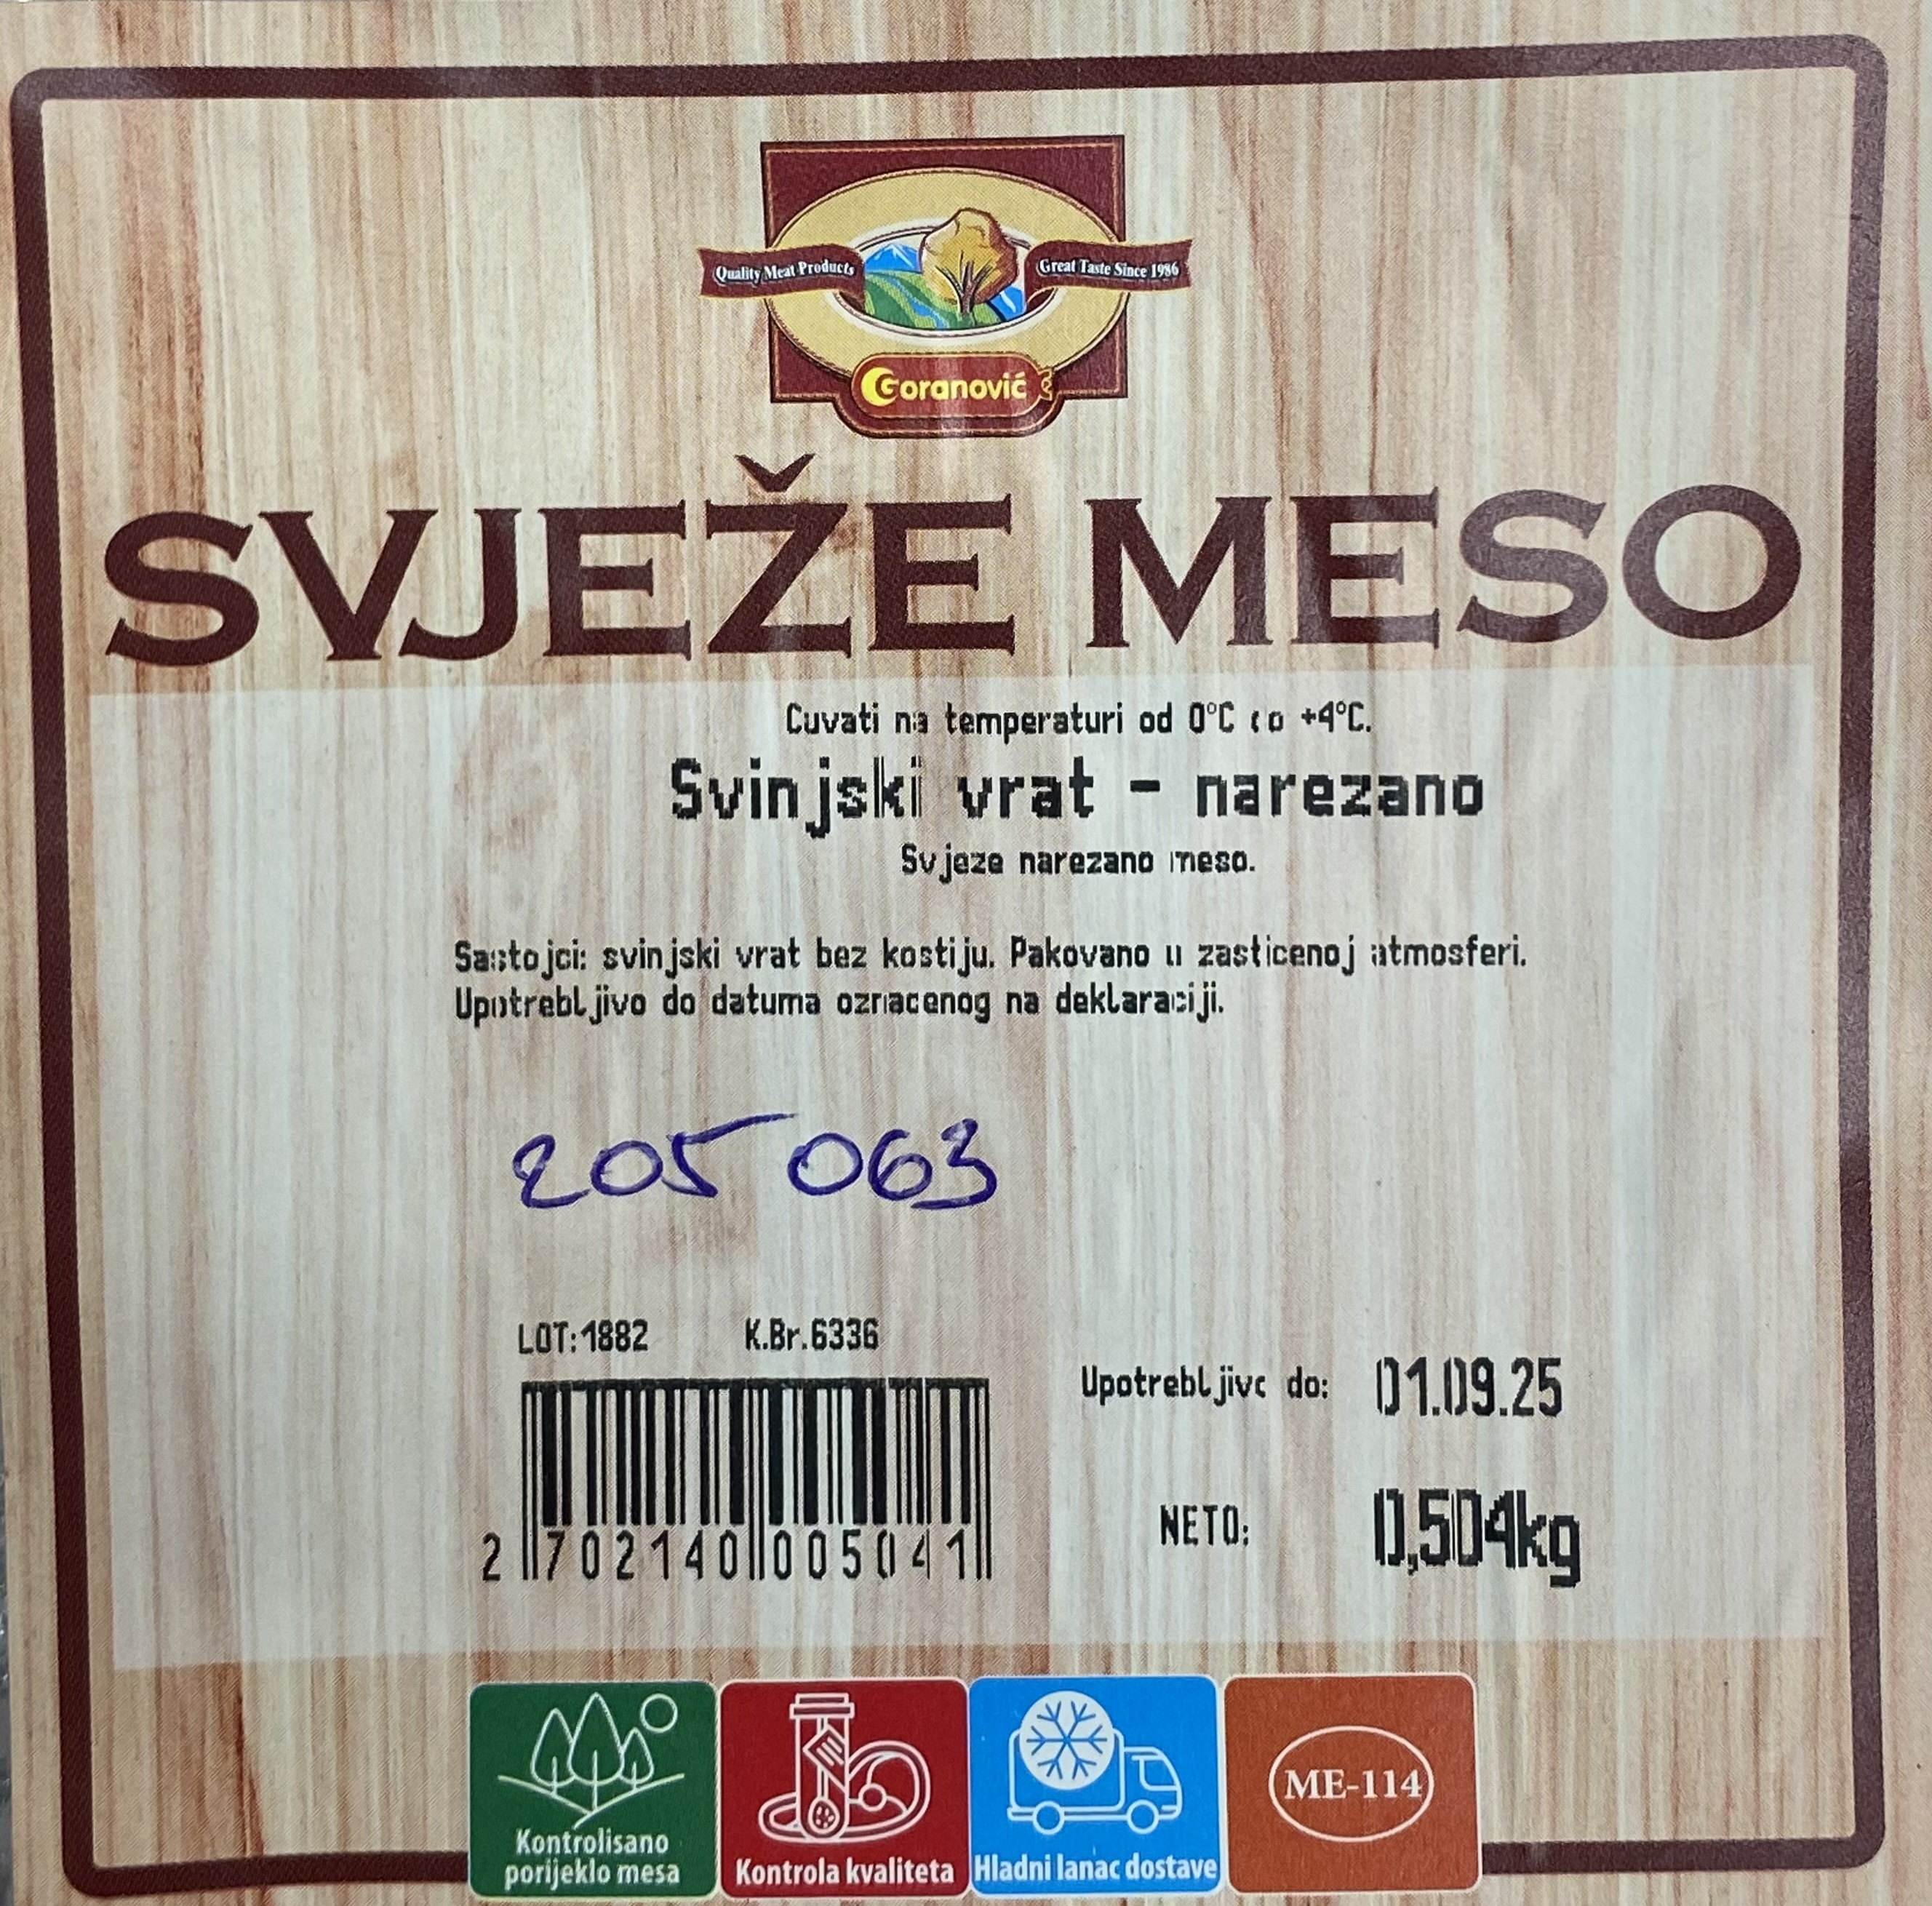 Quality Meat Products
Great Taste Since 1986
Goranović
SVJEŽE MESO
Cuvati na temperaturi od 0°C do +4°C.
Svinjski vrat - narezano
Svjeze narezano meso.
Sastojci: svinjski vrat bez kostiju. Pakovano u zasticenoj atmosferi.
Upotrebljivo do datuma oznacenog na deklaraciji.
205 063
LOT:1882 K.Br.6336
Upotrebljivo do: 01.09.25
NETO: 0,504kg
2 702140 005041
Kontrolisano
porijeklo mesa
Kontrola kvaliteta
Hladni lanac dostave
ME-114